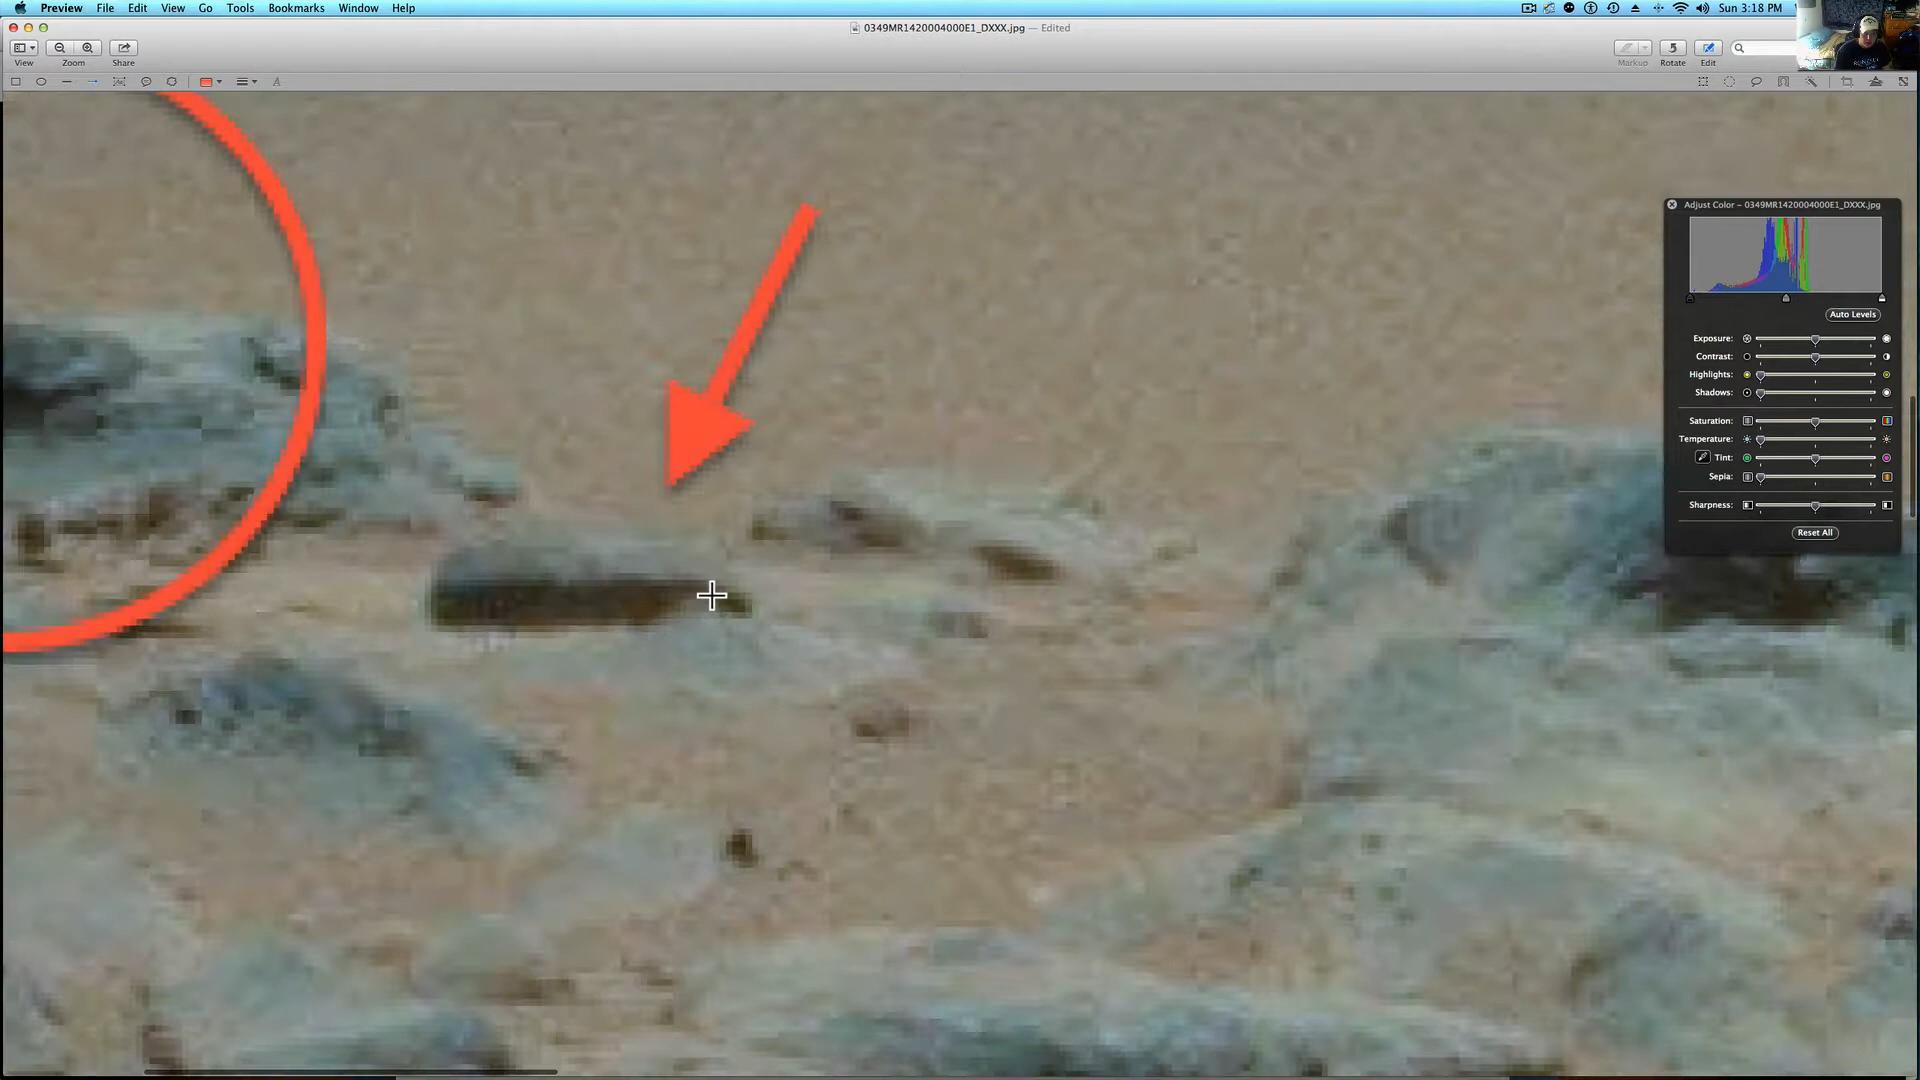 Preview File Edit View Go Tools Bookmarks Window Help
Sun 3:18 PM
0349MR1420004000E1_DXXX.jpg — Edited
View Zoom Share
Markup Rotate Edit
Adjust Color – 0349MR1420004000E1_DXXX.jpg
Auto Levels
Exposure:
Contrast:
Highlights:
Shadows:
Saturation:
Temperature:
Tint:
Sepia:
Sharpness:
Reset All